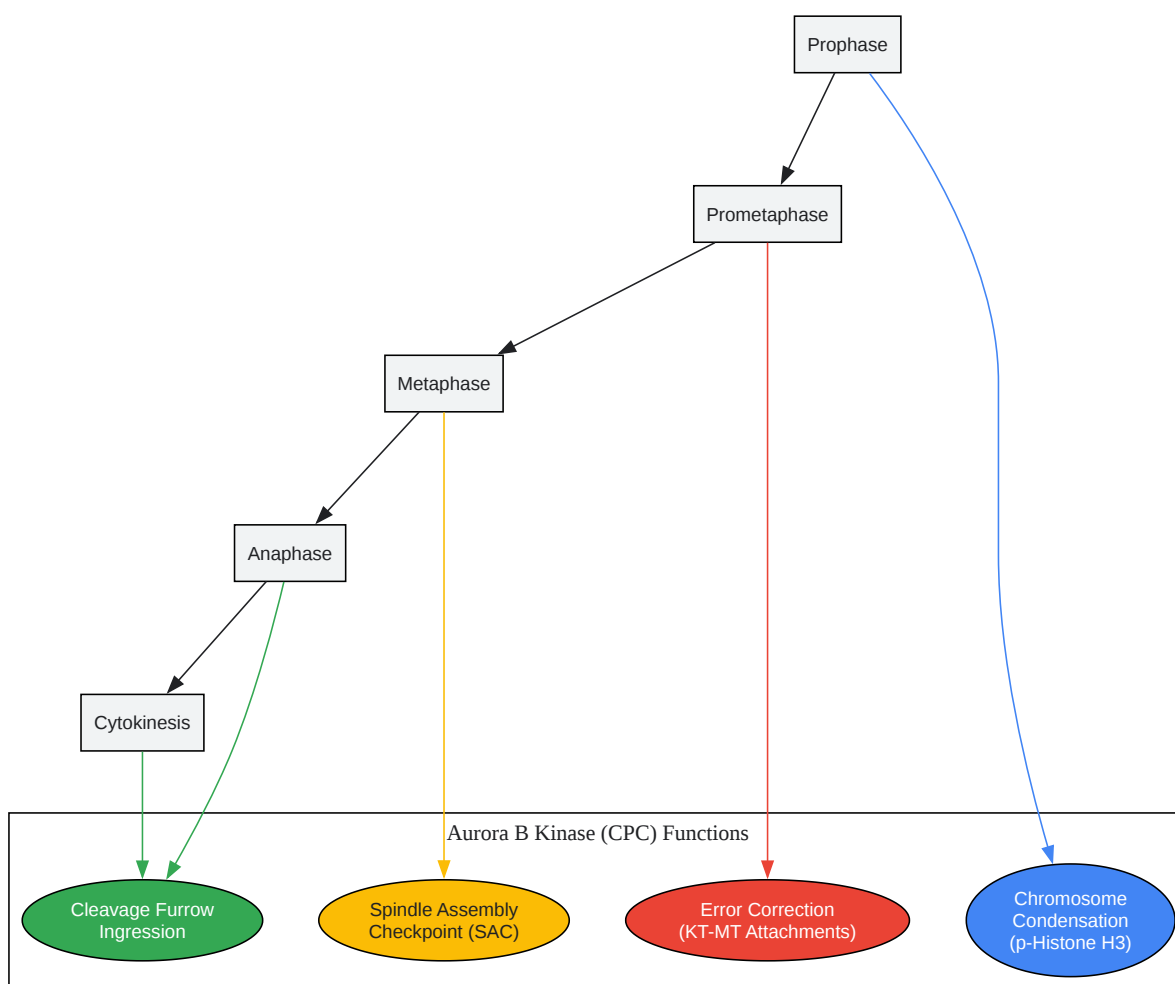 Prophase
Prometaphase
Metaphase
Anaphase
Cytokinesis
Aurora B Kinase (CPC) Functions
Cleavage Furrow
Ingression
Spindle Assembly
Checkpoint (SAC)
Error Correction
(KT-MT Attachments)
Chromosome
Condensation
(p-Histone H3)